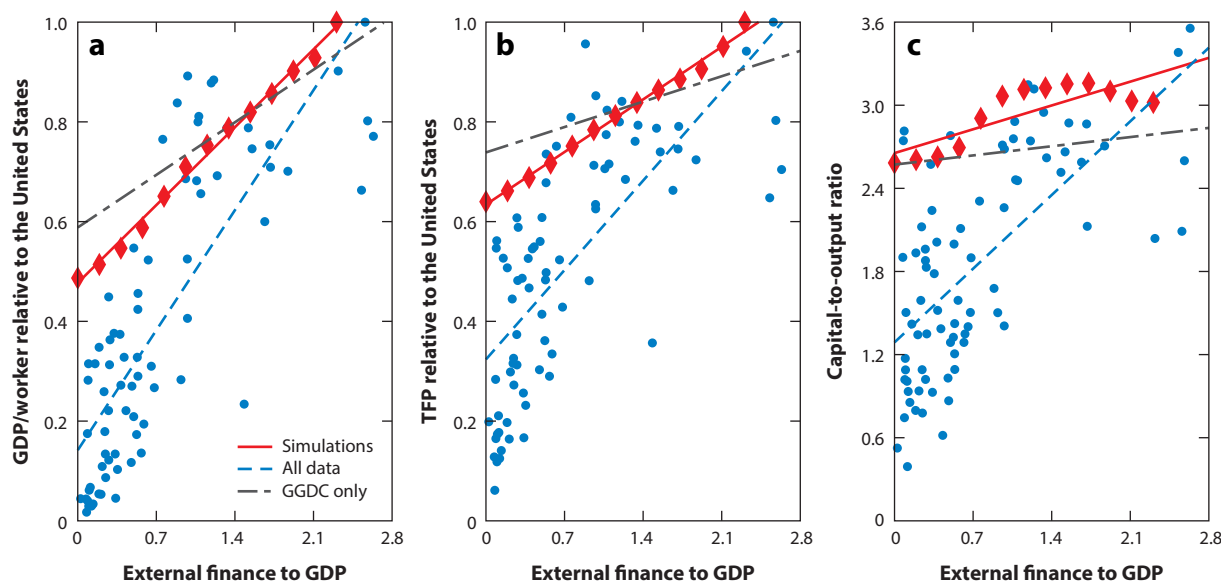 a
GDP/worker relative to the United States
1.0
0.8
0.6
0.4
0.2
0
0
0.7
1.4
2.1
2.8
External finance to GDP
Simulations
All data
GGDC only
b
TFP relative to the United States
1.0
0.8
0.6
0.4
0.2
0
0
0.7
1.4
2.1
2.8
External finance to GDP
c
Capital-to-output ratio
3.6
3.0
2.4
1.8
1.2
0.6
0
0
0.7
1.4
2.1
2.8
External finance to GDP